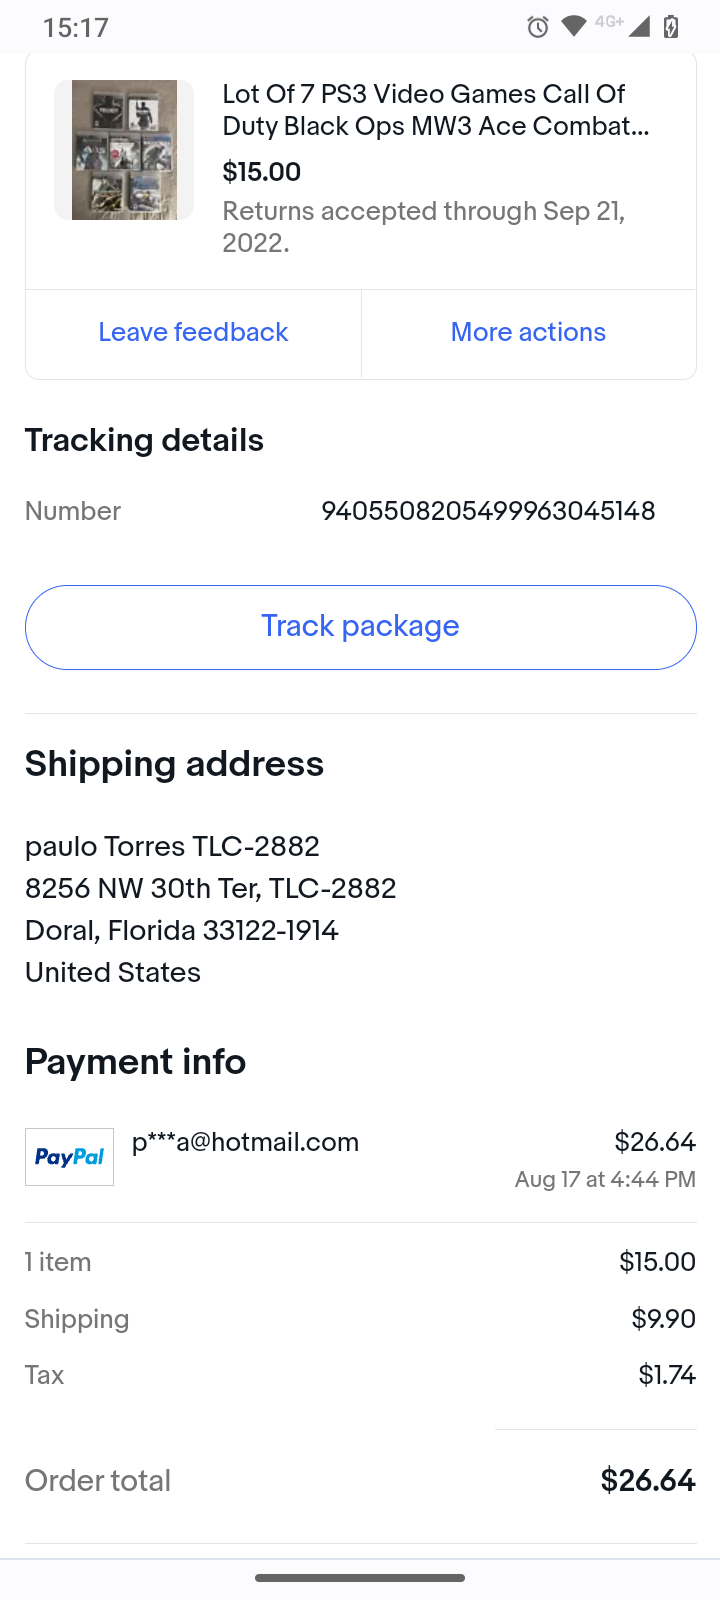 15:17
4G+
Lot Of 7 PS3 Video Games Call Of
Duty Black Ops MW3 Ace Combat...
$15.00
Returns accepted through Sep 21,
2022.
Leave feedback
More actions
Tracking details
Number
9405508205499963045148
Track package
Shipping address
paulo Torres TLC-2882
8256 NW 30th Ter, TLC-2882
Doral, Florida 33122-1914
United States
Payment info
PayPal
p***a@hotmail.com
$26.64
Aug 17 at 4:44 PM
1 item
$15.00
Shipping
$9.90
Tax
$1.74
Order total
$26.64